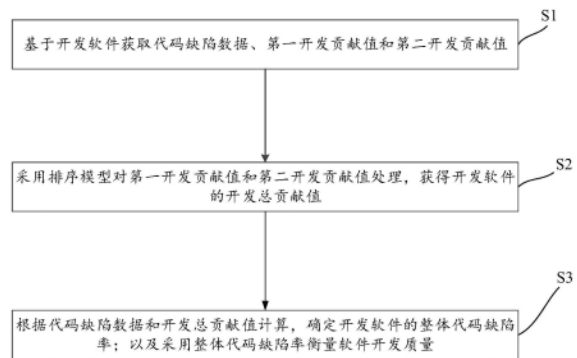 S1
基于开发软件获取代码缺陷数据、第一开发贡献值和第二开发贡献值
S2
采用排序模型对第一开发贡献值和第二开发贡献值处理，获得开发软件
的开发总贡献值
S3
根据代码缺陷数据和开发总贡献值计算，确定开发软件的整体代码缺陷
率；以及采用整体代码缺陷率衡量软件开发质量